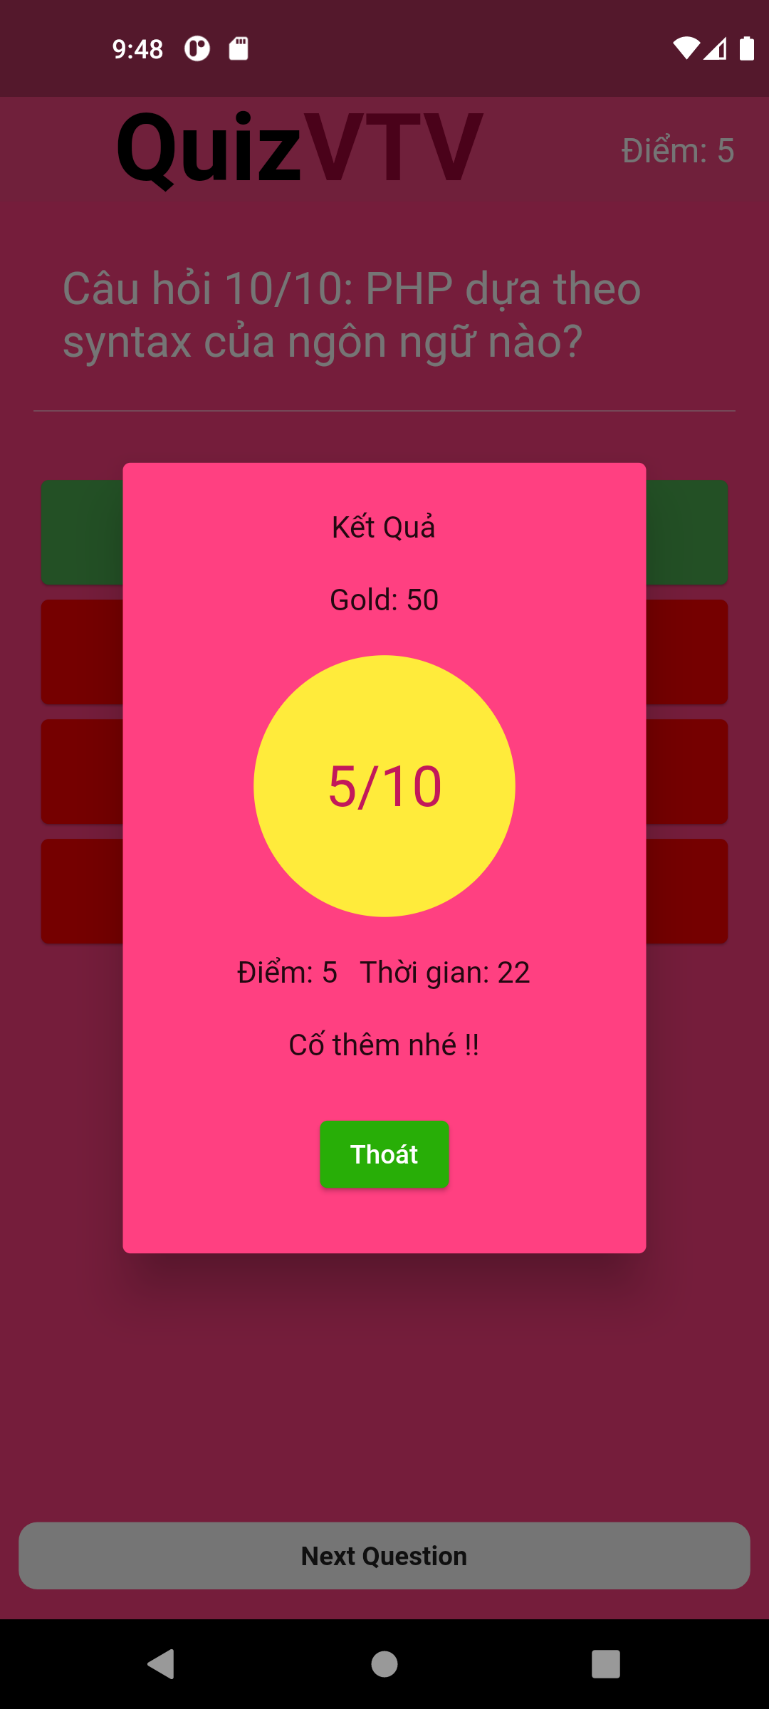 9:48
QuizVTV
Điểm: 5
Câu hỏi 10/10: PHP dựa theo
syntax của ngôn ngữ nào?
Kết Quả
Gold: 50
5/10
Điểm: 5 Thời gian: 22
Cố thêm nhé !!
Thoát
Next Question